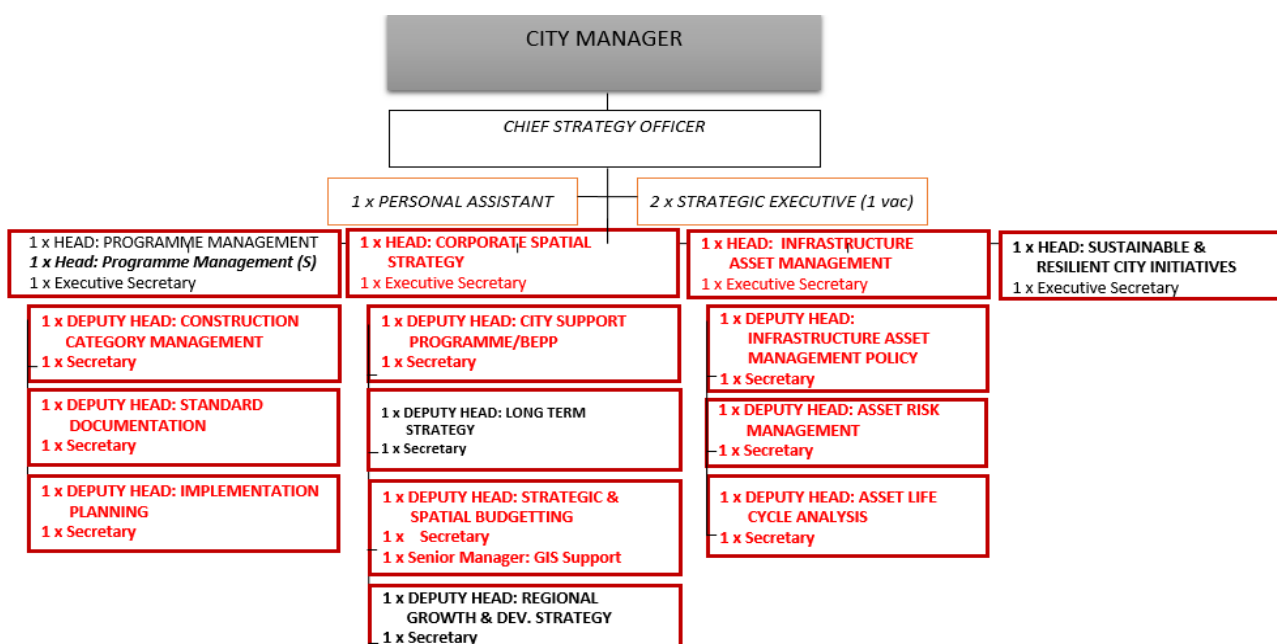 CITY MANAGER
CHIEF STRATEGY OFFICER
1 x PERSONAL ASSISTANT
2 x STRATEGIC EXECUTIVE (1 vac)
1 x HEAD: PROGRAMME MANAGEMENT
1 x Head: Programme Management (S)
1 x Executive Secretary
1 x HEAD: CORPORATE SPATIAL
STRATEGY
1 x Executive Secretary
1 x HEAD: INFRASTRUCTURE
ASSET MANAGEMENT
1 x Executive Secretary
1 x HEAD: SUSTAINABLE &
RESILIENT CITY INITIATIVES
1 x Executive Secretary
1 x DEPUTY HEAD: CONSTRUCTION
CATEGORY MANAGEMENT
1 x Secretary
1 x DEPUTY HEAD: STANDARD
DOCUMENTATION
1 x Secretary
1 x DEPUTY HEAD: IMPLEMENTATION
PLANNING
1 x Secretary
1 x DEPUTY HEAD: CITY SUPPORT
PROGRAMME/BEPP
1 x Secretary
1 x DEPUTY HEAD: LONG TERM
STRATEGY
1 x Secretary
1 x DEPUTY HEAD: STRATEGIC &
SPATIAL BUDGETTING
1 x Secretary
1 x Senior Manager: GIS Support
1 x DEPUTY HEAD: REGIONAL
GROWTH & DEV. STRATEGY
1 x Secretary
1 x DEPUTY HEAD:
INFRASTRUCTURE ASSET
MANAGEMENT POLICY
1 x Secretary
1 x DEPUTY HEAD: ASSET RISK
MANAGEMENT
1 x Secretary
1 x DEPUTY HEAD: ASSET LIFE
CYCLE ANALYSIS
1 x Secretary